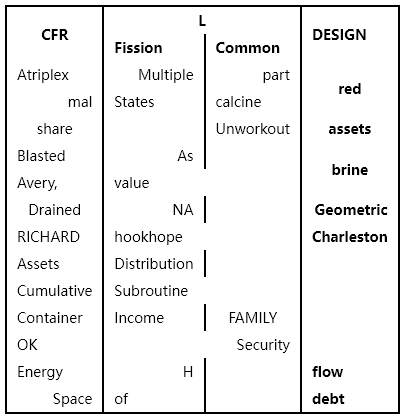 CFR L DESIGN
Fission Common
Atriplex Multiple part red
mal States calcine
share Unworkout assets
Blasted As brine
Avery, value
Drained NA Geometric
RICHARD hookhope Charleston
Assets Distribution
Cumulative Subroutine
Container Income FAMILY
OK Security
Energy H flow
Space of debt